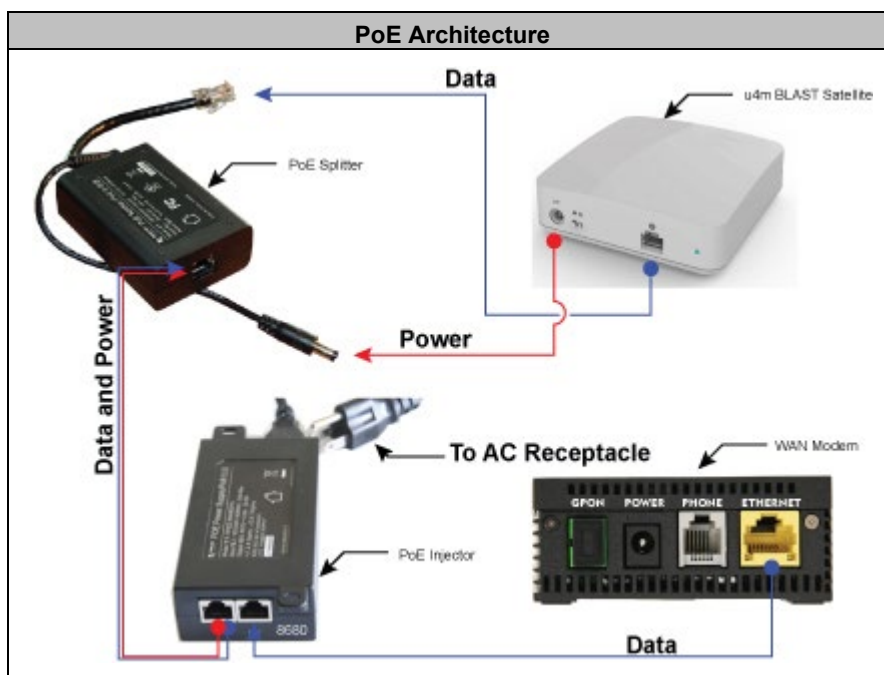 PoE Architecture
Data
u4m BLAST Satellite
PoE Splitter
Data and Power
Power
To AC Receptacle
WAN Modem
GPON POWER PHONE ETHERNET
PoE Injector
8680
Data